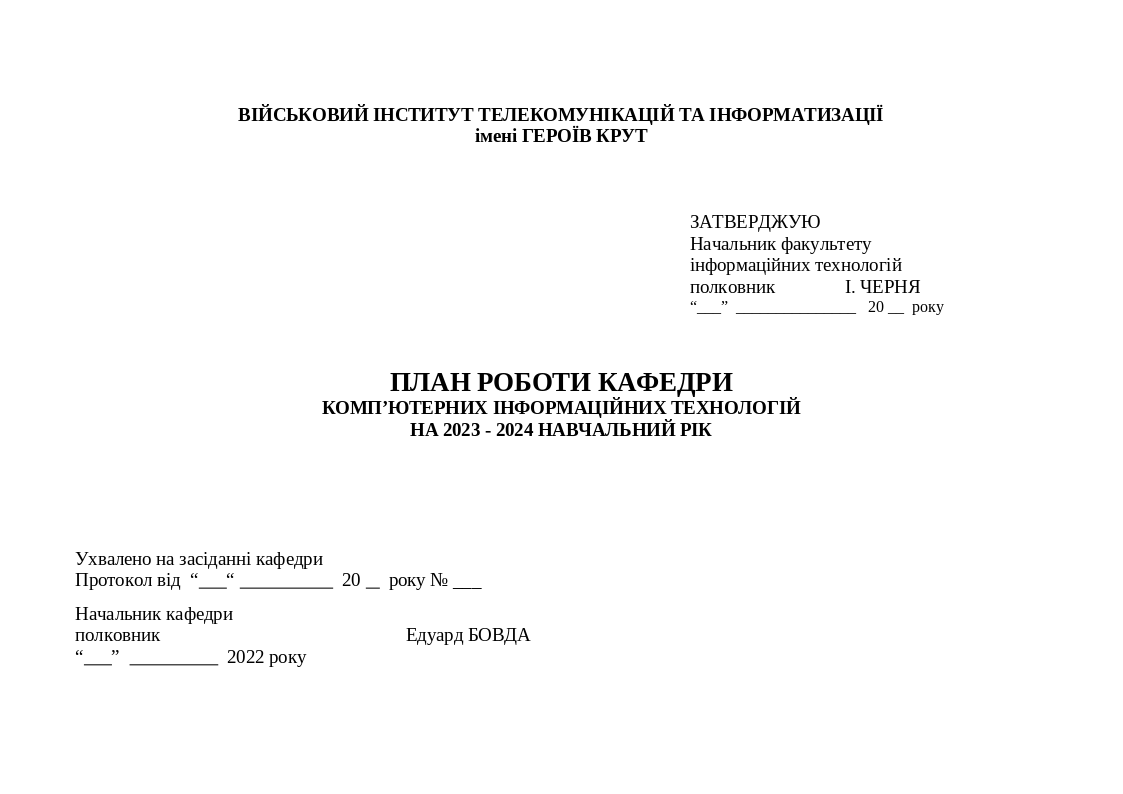 ВІЙСЬКОВИЙ ІНСТИТУТ ТЕЛЕКОМУНІКАЦІЙ ТА ІНФОРМАТИЗАЦІЇ
імені ГЕРОЇВ КРУТ
ЗАТВЕРДЖУЮ
Начальник факультету
інформаційних технологій
полковник І. ЧЕРНЯ
“___” _______________ 20 __ року
ПЛАН РОБОТИ КАФЕДРИ
КОМП’ЮТЕРНИХ ІНФОРМАЦІЙНИХ ТЕХНОЛОГІЙ
НА 2023 - 2024 НАВЧАЛЬНИЙ РІК
Ухвалено на засіданні кафедри
Протокол від “___“ __________ 20 __ року № ___
Начальник кафедри
полковник Едуард БОВДА
“___” __________ 2022 року